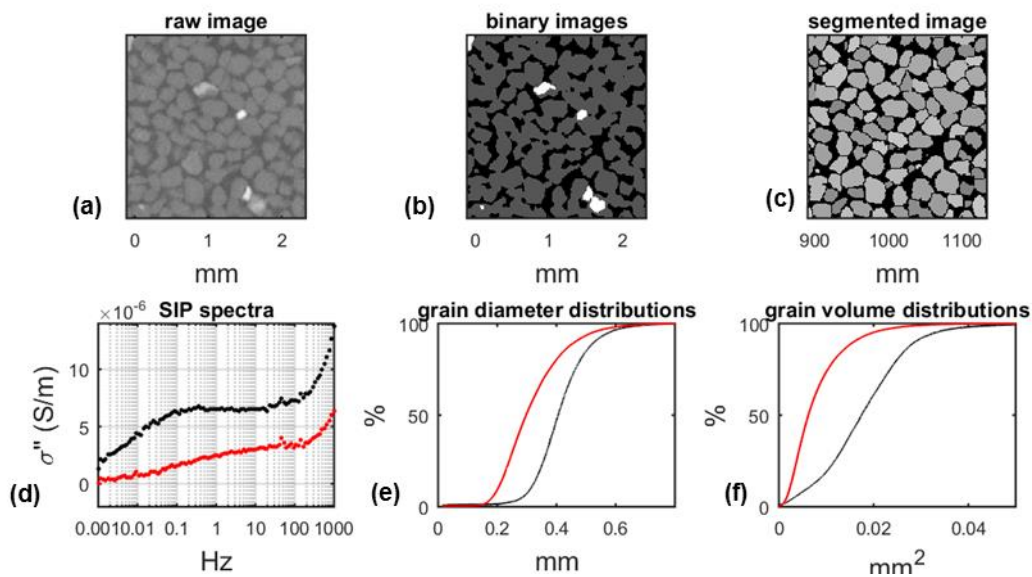 raw image
binary images
segmented image
(a)
(b)
(c)
0 1 2
0 1 2
900 1000 1100
mm
mm
mm
×10⁻⁶
SIP spectra
grain diameter distributions
grain volume distributions
10
5
0
σ" (S/m)
100
50
0
%
100
50
0
%
(d)
(e)
(f)
0.001 0.01 0.1 1 10 100 1000
0 0.2 0.4 0.6
0 0.02 0.04
Hz
mm
mm²